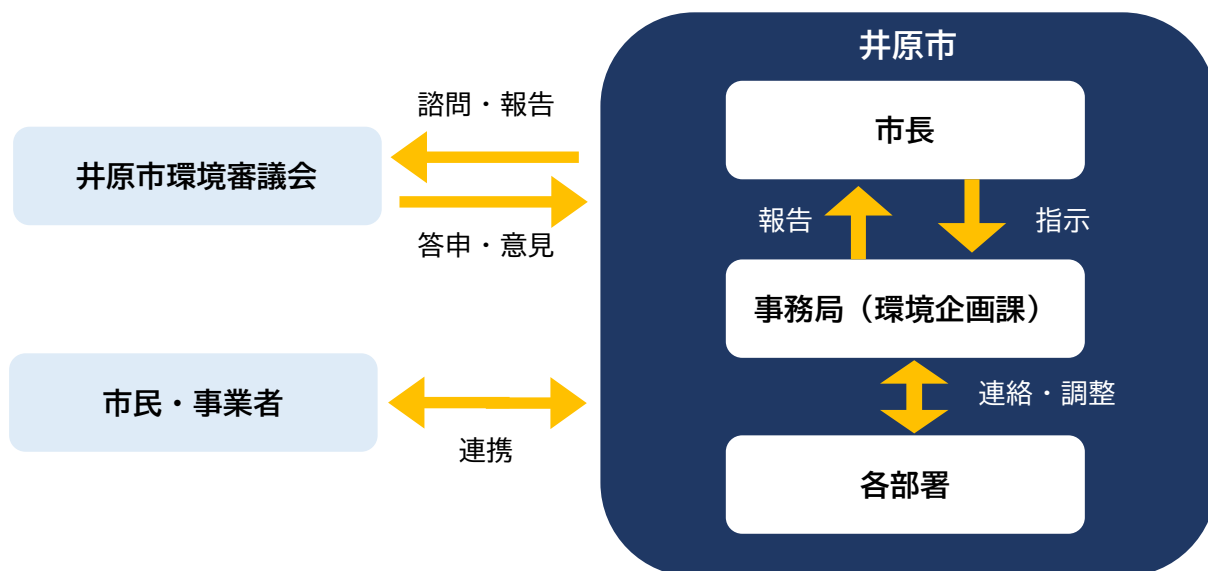 井原市
市長
諮問・報告
井原市環境審議会
答申・意見
報告
指示
事務局（環境企画課）
市民・事業者
連携
連絡・調整
各部署